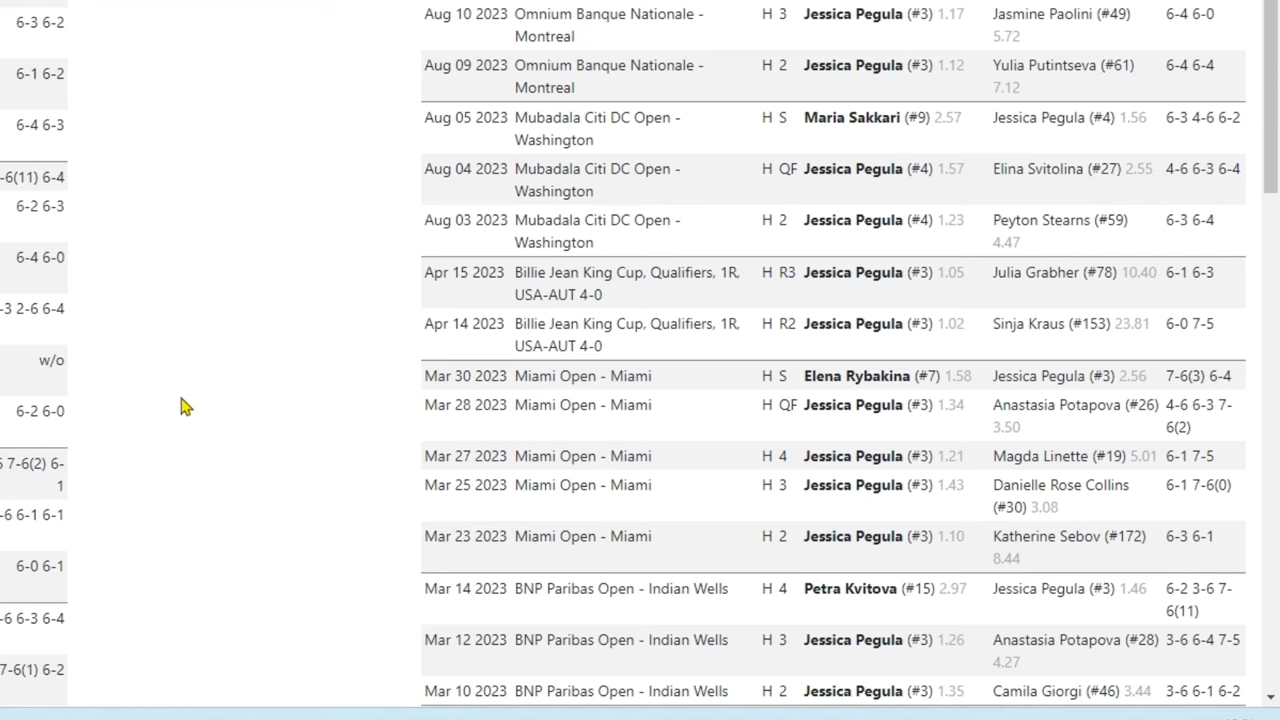 6-3 6-2
6-1 6-2
6-4 6-3
-6(11) 6-4
6-2 6-3
6-4 6-0
-3 2-6 6-4
w/o
6-2 6-0
7-6(2) 6-
1
-6 6-1 6-1
6-0 6-1
-6 6-3 6-4
7-6(1) 6-2
Aug 10 2023 Omnium Banque Nationale - H 3 Jessica Pegula (#3) 1.17 Jasmine Paolini (#49) 6-4 6-0
Montreal 5.72
Aug 09 2023 Omnium Banque Nationale - H 2 Jessica Pegula (#3) 1.12 Yulia Putintseva (#61) 6-4 6-4
Montreal 7.12
Aug 05 2023 Mubadala Citi DC Open - H S Maria Sakkari (#9) 2.57 Jessica Pegula (#4) 1.56 6-3 4-6 6-2
Washington
Aug 04 2023 Mubadala Citi DC Open - H QF Jessica Pegula (#4) 1.57 Elina Svitolina (#27) 2.55 4-6 6-3 6-4
Washington
Aug 03 2023 Mubadala Citi DC Open - H 2 Jessica Pegula (#4) 1.23 Peyton Stearns (#59) 6-3 6-4
Washington 4.47
Apr 15 2023 Billie Jean King Cup, Qualifiers, 1R, H R3 Jessica Pegula (#3) 1.05 Julia Grabher (#78) 10.40 6-1 6-3
USA-AUT 4-0
Apr 14 2023 Billie Jean King Cup, Qualifiers, 1R, H R2 Jessica Pegula (#3) 1.02 Sinja Kraus (#153) 23.81 6-0 7-5
USA-AUT 4-0
Mar 30 2023 Miami Open - Miami H S Elena Rybakina (#7) 1.58 Jessica Pegula (#3) 2.56 7-6(3) 6-4
Mar 28 2023 Miami Open - Miami H QF Jessica Pegula (#3) 1.34 Anastasia Potapova (#26) 4-6 6-3 7-
3.50 6(2)
Mar 27 2023 Miami Open - Miami H 4 Jessica Pegula (#3) 1.21 Magda Linette (#19) 5.01 6-1 7-5
Mar 25 2023 Miami Open - Miami H 3 Jessica Pegula (#3) 1.43 Danielle Rose Collins 6-1 7-6(0)
(#30) 3.08
Mar 23 2023 Miami Open - Miami H 2 Jessica Pegula (#3) 1.10 Katherine Sebov (#172) 6-3 6-1
8.44
Mar 14 2023 BNP Paribas Open - Indian Wells H 4 Petra Kvitova (#15) 2.97 Jessica Pegula (#3) 1.46 6-2 3-6 7-
6(11)
Mar 12 2023 BNP Paribas Open - Indian Wells H 3 Jessica Pegula (#3) 1.26 Anastasia Potapova (#28) 3-6 6-4 7-5
4.27
Mar 10 2023 BNP Paribas Open - Indian Wells H 2 Jessica Pegula (#3) 1.35 Camila Giorgi (#46) 3.44 3-6 6-1 6-2